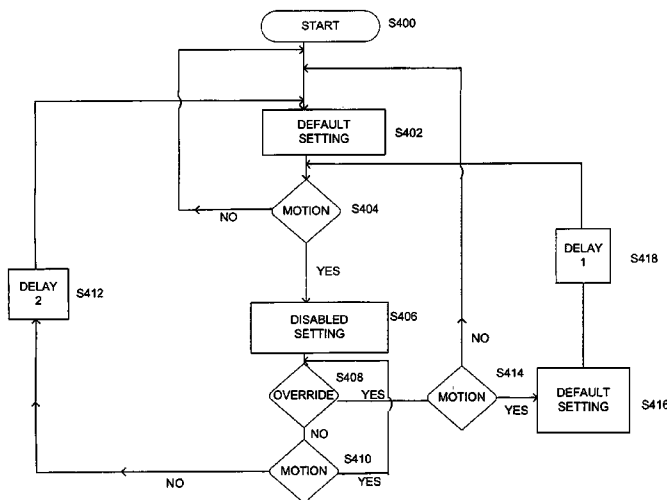 START
S400
DEFAULT
SETTING
S402
MOTION
S404
NO
YES
DELAY
1
S418
DELAY
2
S412
DISABLED
SETTING
S406
NO
S408
OVERRIDE
YES
MOTION
S414
YES
DEFAULT
SETTING
S416
NO
S410
MOTION
YES
NO